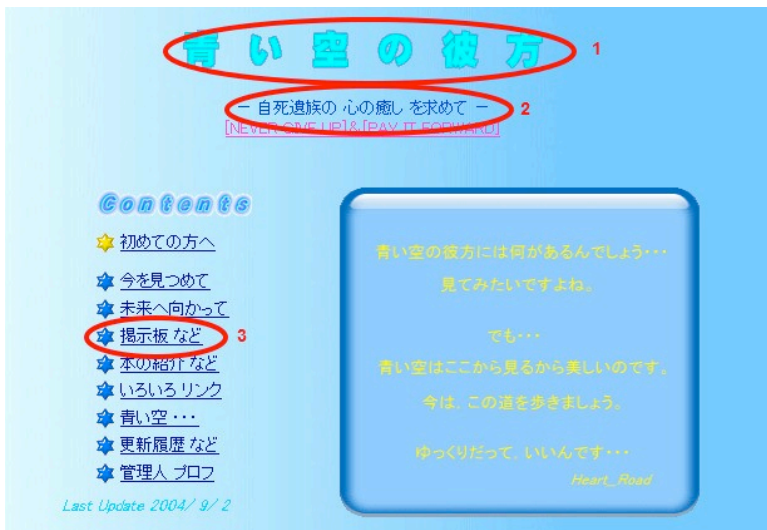 青い空の彼方
1
－ 自死遺族の 心の癒し を求めて －
2
[NEVER GIVE UP]&[PAY IT FORWARD]
Contents
初めての方へ
今を見つめて
未来へ向かって
掲示板 など
3
本の紹介 など
いろいろ リンク
青い空 ・・・
更新履歴 など
管理人 プロフ
Last Update 2004/ 9/ 2
青い空の彼方には何があるんでしょう・・・
見てみたいですよね。
でも・・・
青い空はここから見るから美しいのです。
今は、この道を歩きましょう。
ゆっくりだって、いいんです・・・
Heart_Road